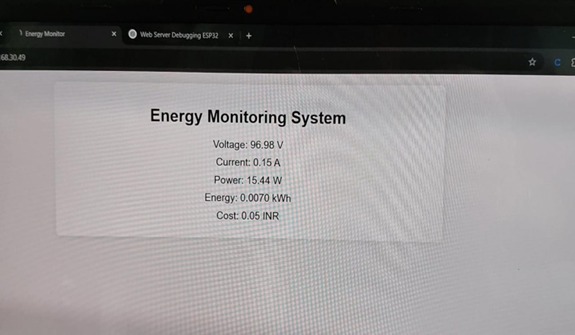 Energy Monitor
Web Server Debugging ESP32
68.30.49
Energy Monitoring System
Voltage: 96.98 V
Current: 0.15 A
Power: 15.44 W
Energy: 0.0070 kWh
Cost: 0.05 INR